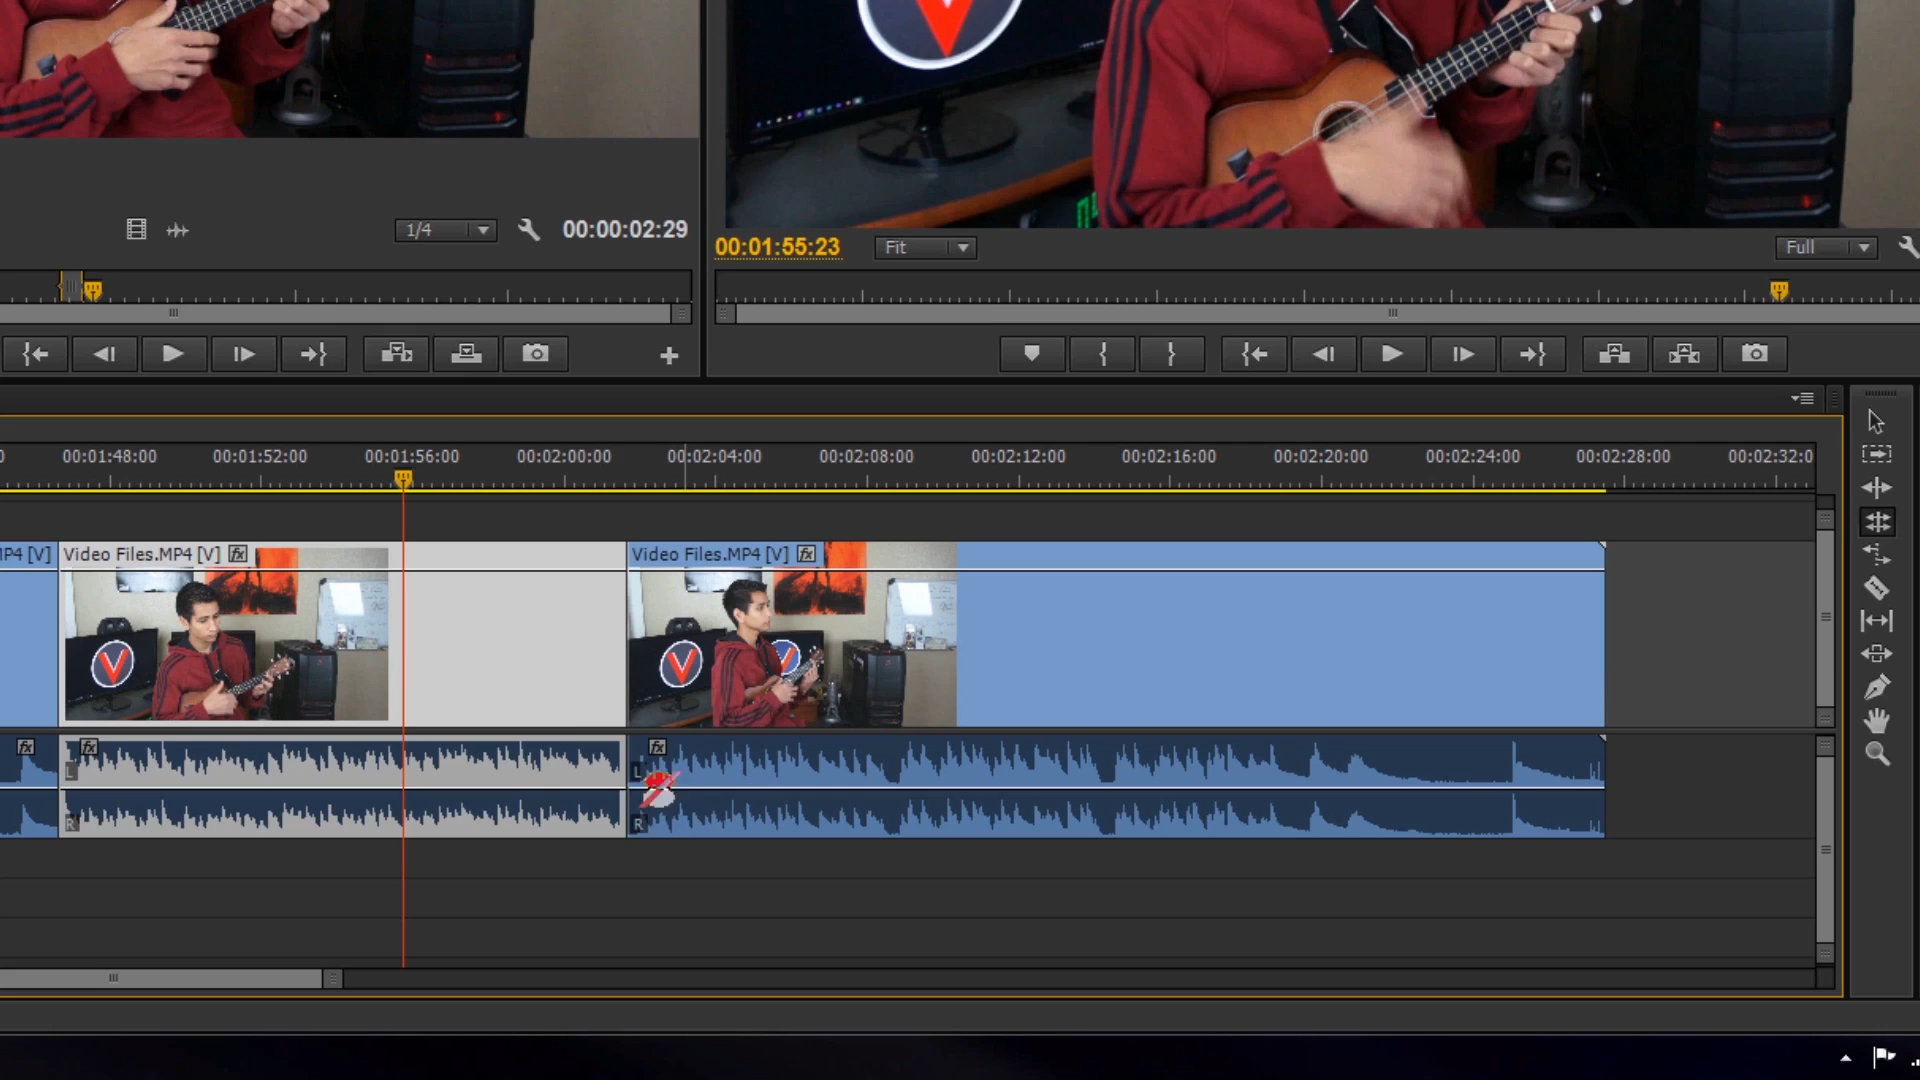 1/4
00:00:02:29
00:01:55:23
Fit
Full
00:01:48:00
00:01:52:00
00:01:56:00
00:02:00:00
00:02:04:00
00:02:08:00
00:02:12:00
00:02:16:00
00:02:20:00
00:02:24:00
00:02:28:00
00:02:32:0
MP4 [V]
Video Files.MP4 [V] fx
Video Files.MP4 [V] fx
fx
fx
fx
L
L
R
R